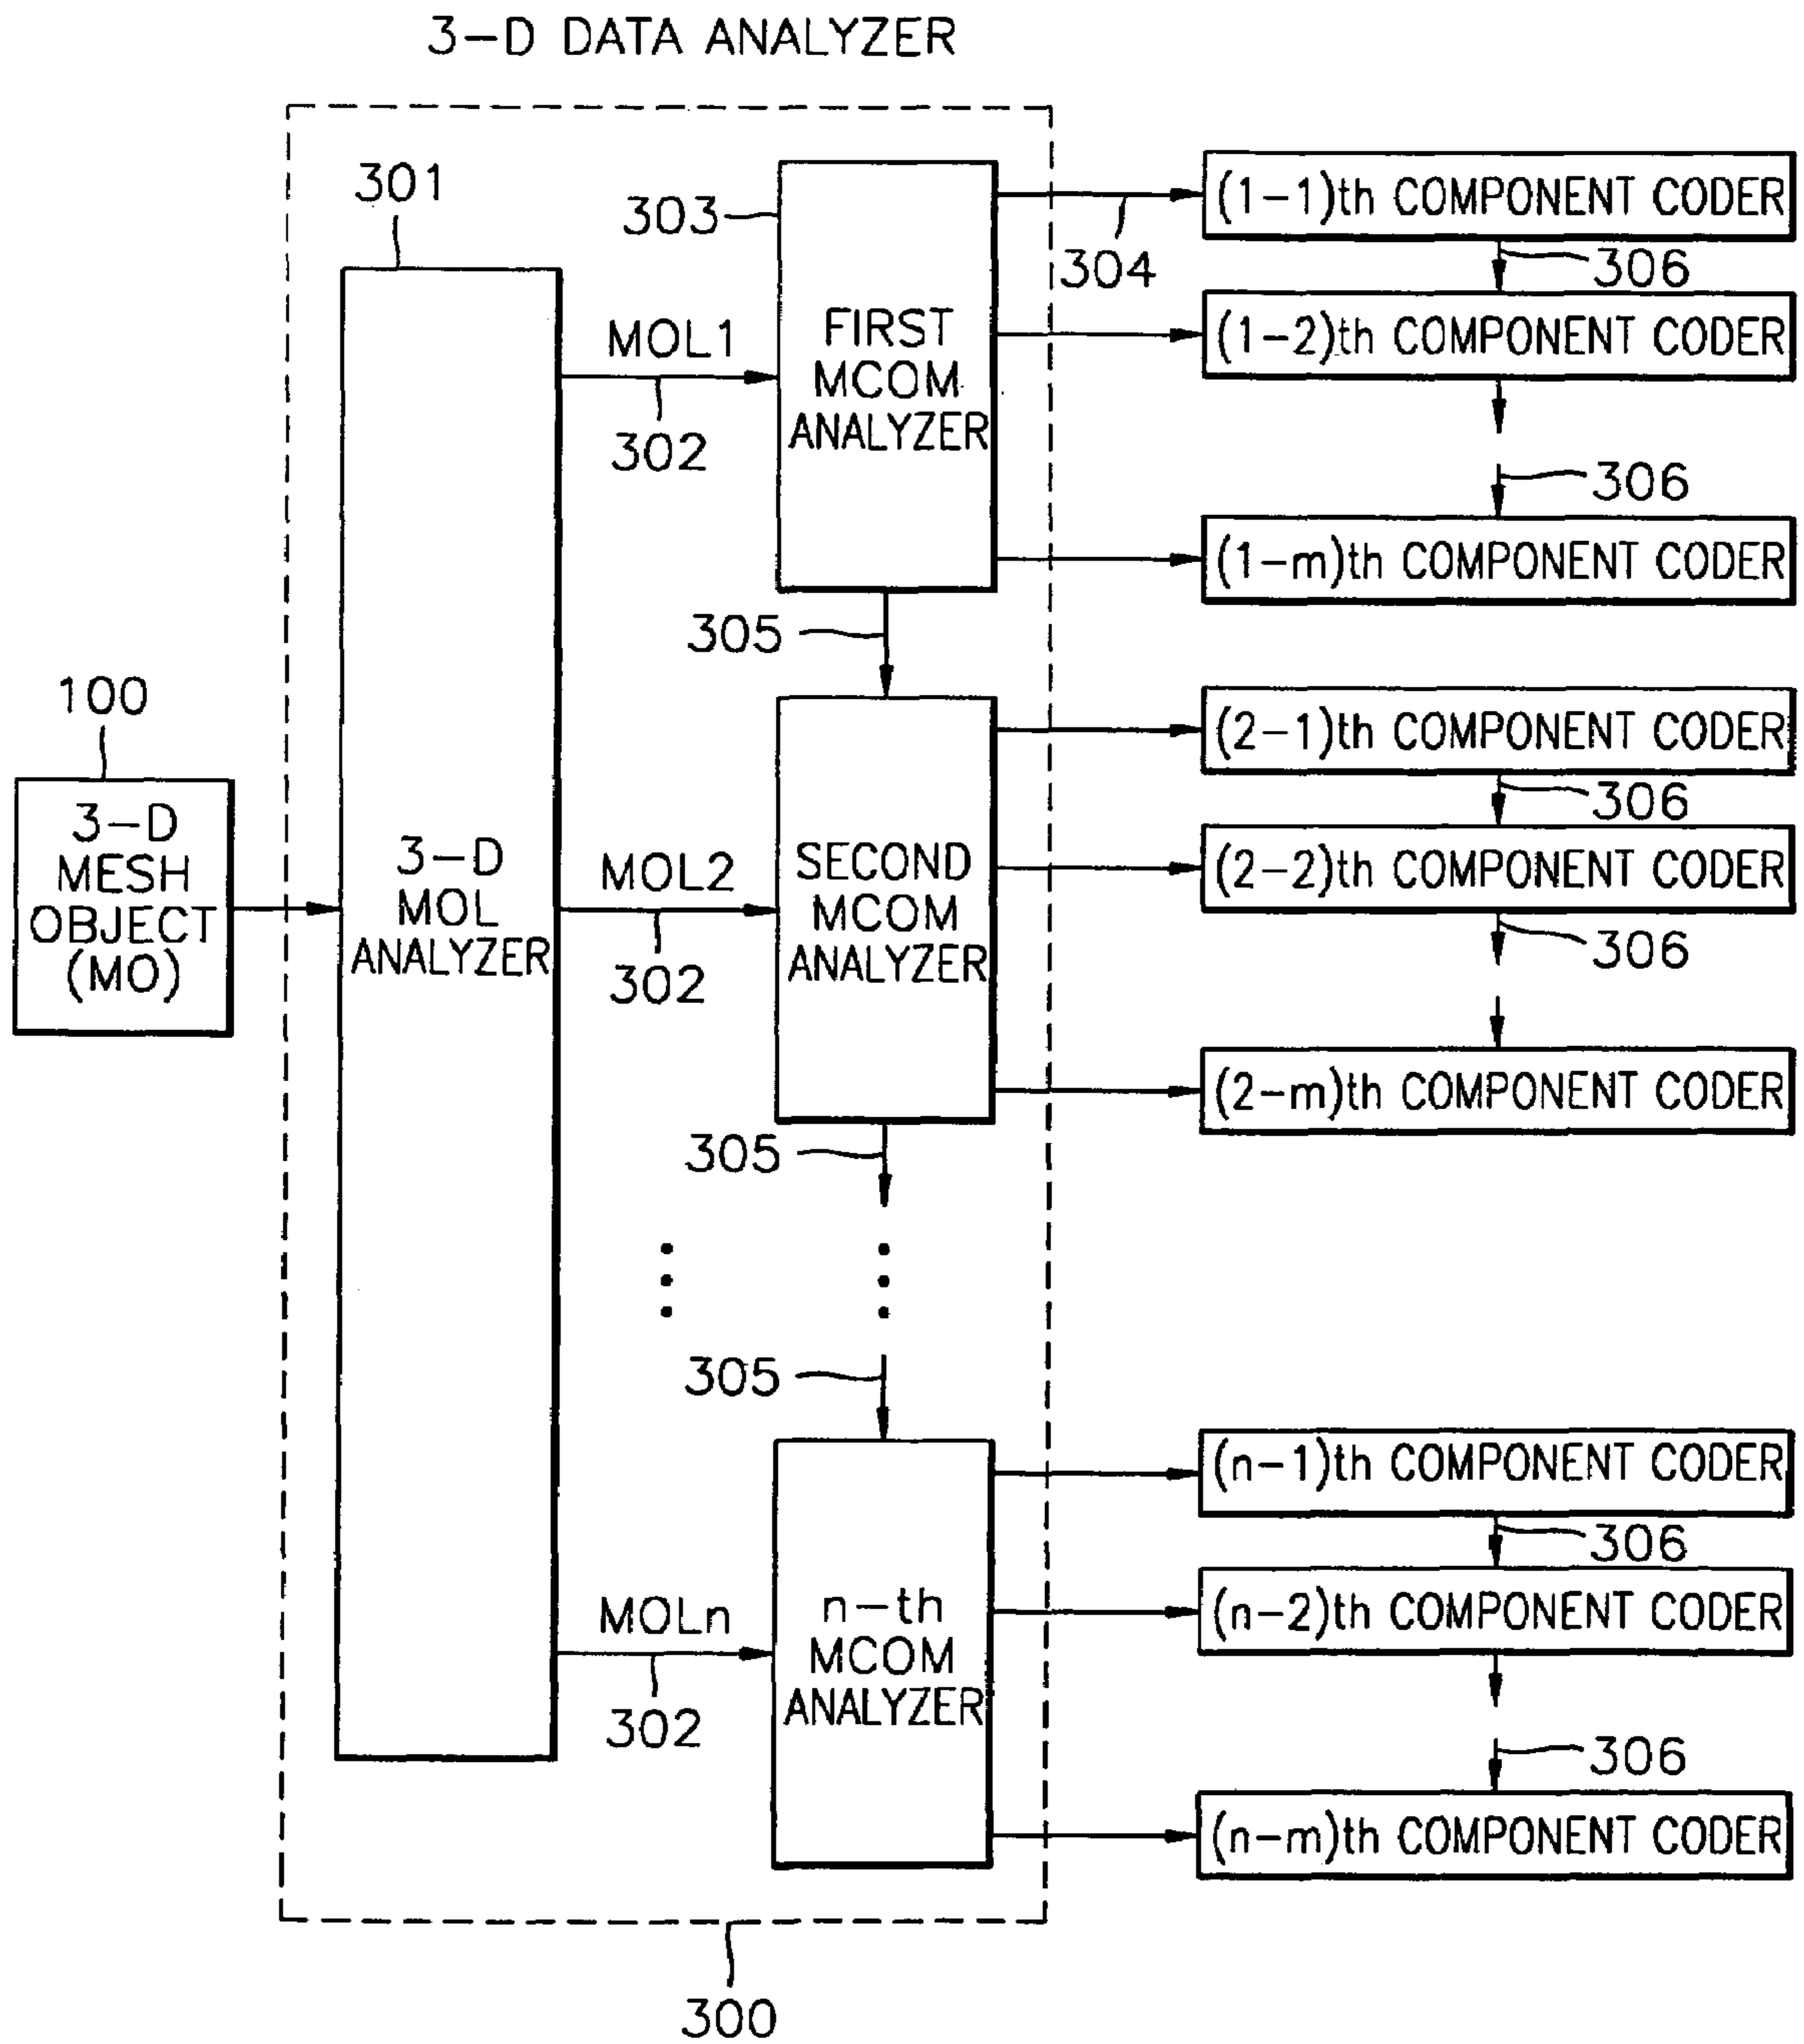 3-D DATA ANALYZER
301
303
304
(1-1)th COMPONENT CODER
306
(1-2)th COMPONENT CODER
306
(1-m)th COMPONENT CODER
MOL1
302
FIRST
MCOM
ANALYZER
305
100
3-D
MESH
OBJECT
(MO)
3-D
MOL
ANALYZER
MOL2
302
SECOND
MCOM
ANALYZER
(2-1)th COMPONENT CODER
306
(2-2)th COMPONENT CODER
306
(2-m)th COMPONENT CODER
305
305
MOLn
302
n-th
MCOM
ANALYZER
(n-1)th COMPONENT CODER
306
(n-2)th COMPONENT CODER
306
(n-m)th COMPONENT CODER
300